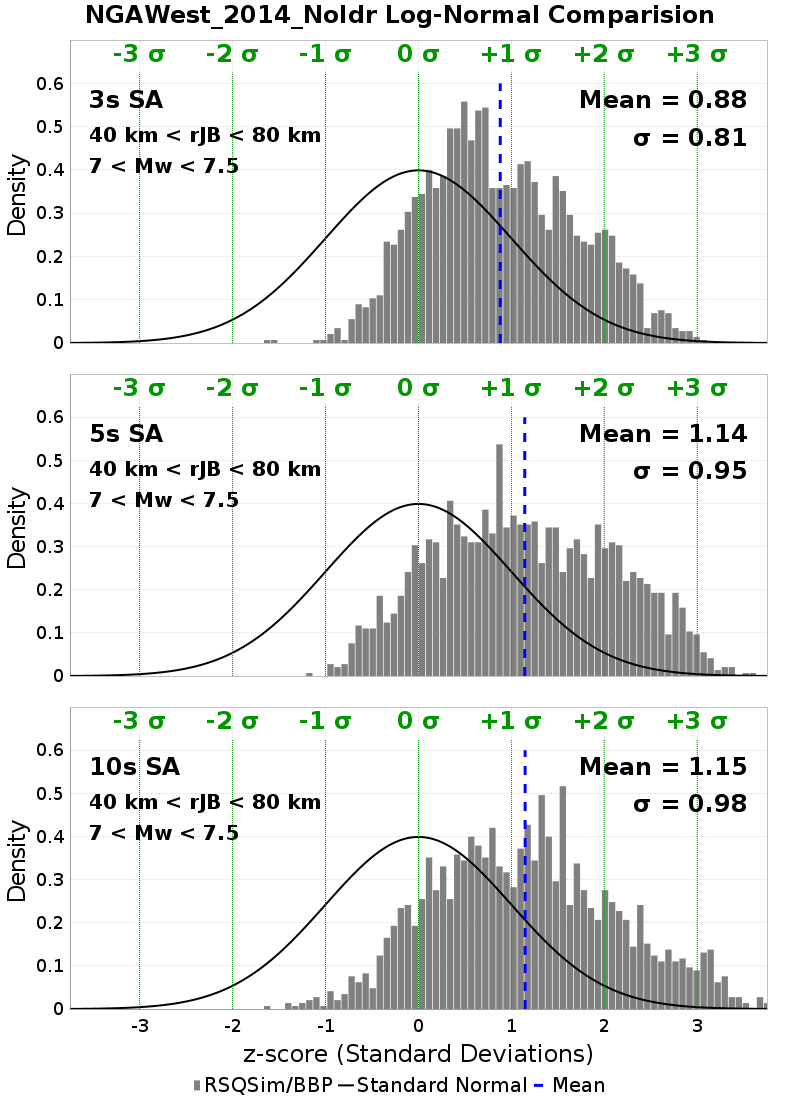 NGAWest_2014_NoIdr Log-Normal Comparision
-3 σ -2 σ -1 σ 0 σ +1 σ +2 σ +3 σ
0.6
3s SA Mean = 0.88
0.5
40 km < rJB < 80 km σ = 0.81
7 < Mw < 7.5
0.4
Density
0.3
0.2
0.1
0
-3 σ -2 σ -1 σ 0 σ +1 σ +2 σ +3 σ
0.6
5s SA Mean = 1.14
0.5
40 km < rJB < 80 km σ = 0.95
7 < Mw < 7.5
0.4
Density
0.3
0.2
0.1
0
-3 σ -2 σ -1 σ 0 σ +1 σ +2 σ +3 σ
0.6
10s SA Mean = 1.15
0.5
40 km < rJB < 80 km σ = 0.98
7 < Mw < 7.5
0.4
Density
0.3
0.2
0.1
0
-3 -2 -1 0 1 2 3
z-score (Standard Deviations)
RSQSim/BBP Standard Normal Mean